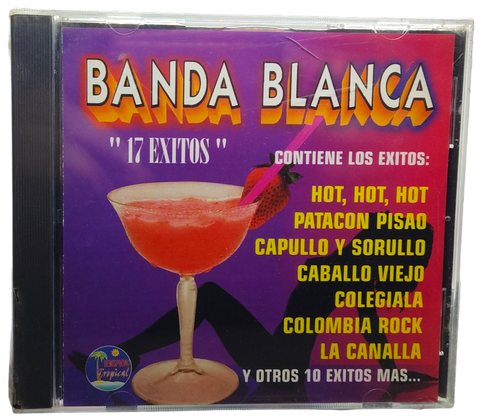 BANDA BLANCA
" 17 EXITOS "
CONTIENE LOS EXITOS:
HOT, HOT, HOT
PATACON PISAO
CAPULLO Y SORULLO
CABALLO VIEJO
COLEGIALA
COLOMBIA ROCK
LA CANALLA
Y OTROS 10 EXITOS MAS...
Tropical